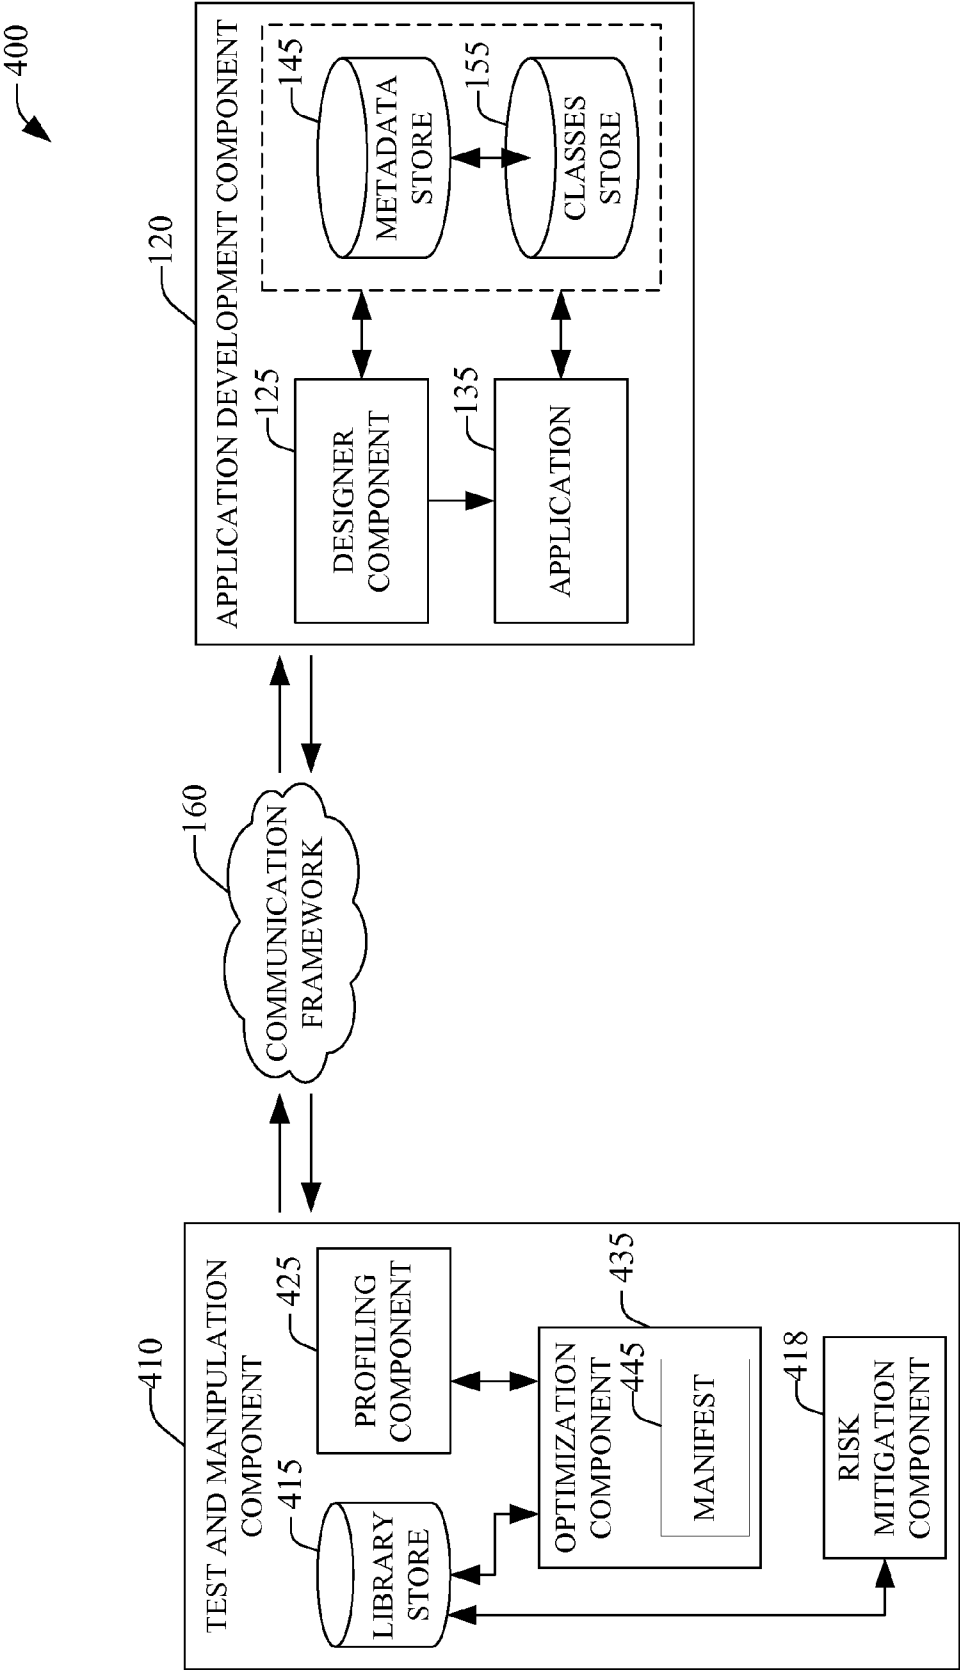 400
410
TEST AND MANIPULATION
COMPONENT
415
LIBRARY
STORE
425
PROFILING
COMPONENT
435
OPTIMIZATION
COMPONENT
445
MANIFEST
418
RISK
MITIGATION
COMPONENT
160
COMMUNICATION
FRAMEWORK
120
APPLICATION DEVELOPMENT COMPONENT
125
DESIGNER
COMPONENT
145
METADATA
STORE
135
APPLICATION
155
CLASSES
STORE